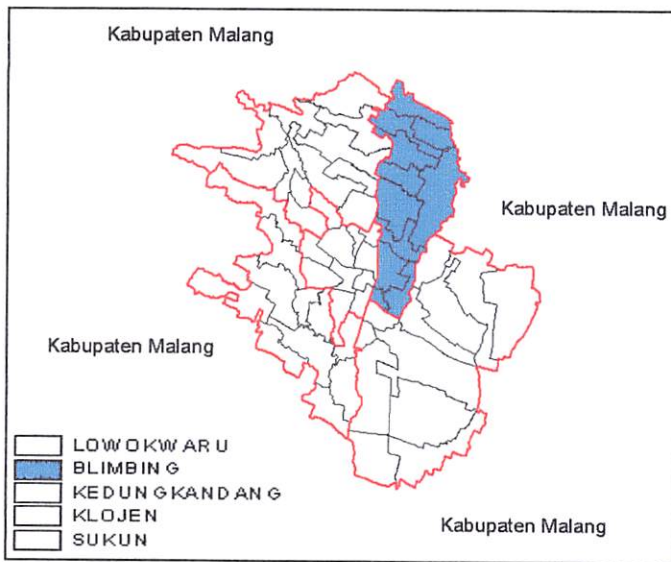 Kabupaten Malang
Kabupaten Malang
Kabupaten Malang
LOWOKWARU
BLIMBING
KEDUNGKANDANG
KLOJEN
SUKUN
Kabupaten Malang